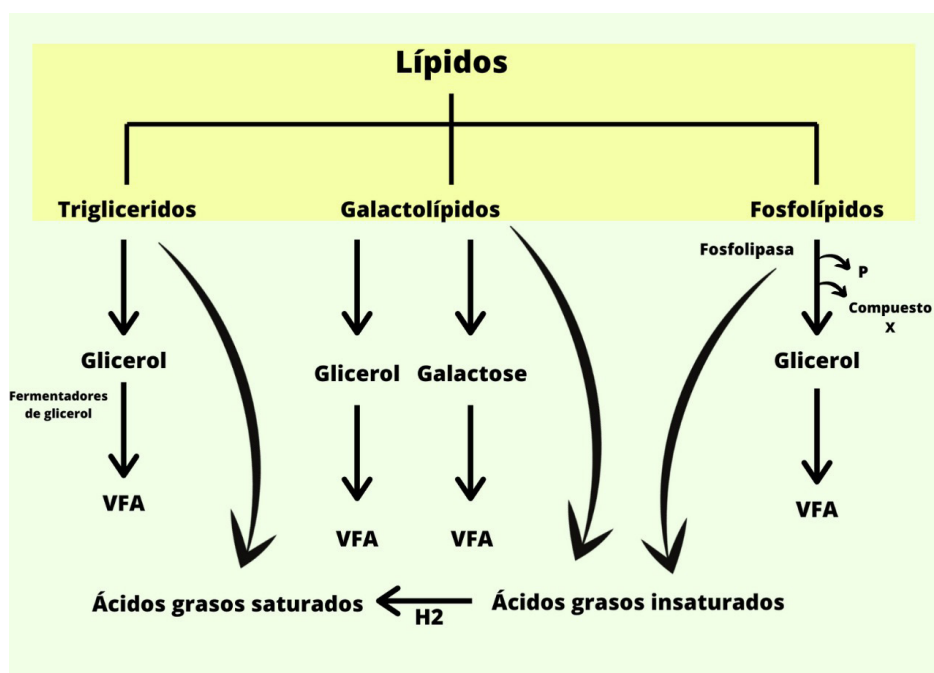 Lípidos
Trigliceridos
Galactolípidos
Fosfolípidos
Fosfolipasa
P
Compuesto
X
Glicerol
Glicerol
Galactose
Glicerol
Fermentadores
de glicerol
VFA
VFA
VFA
VFA
Ácidos grasos saturados
H2
Ácidos grasos insaturados